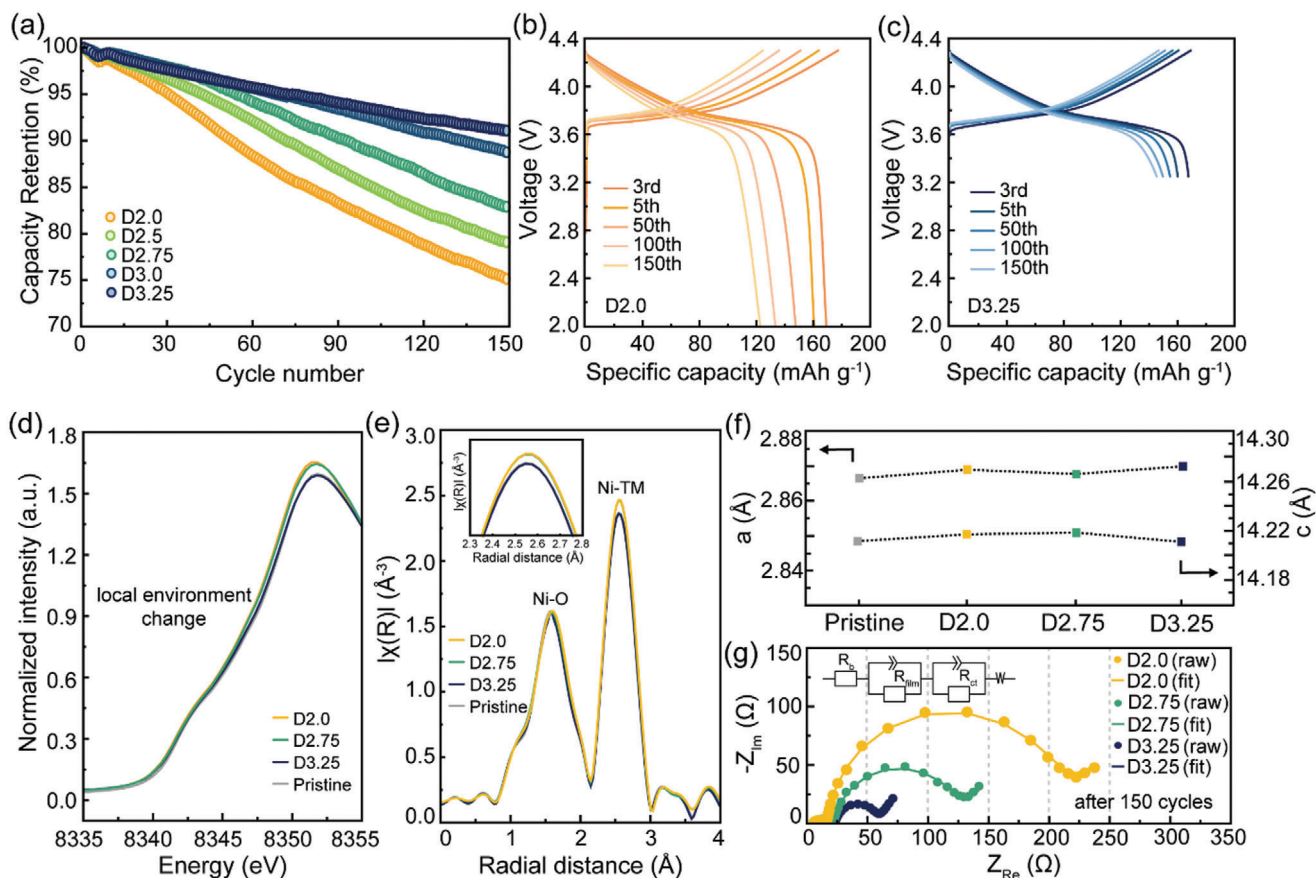 (a)
100
95
90
85
80
75
70
Capacity Retention (%)
D2.0
D2.5
D2.75
D3.0
D3.25
0 30 60 90 120 150
Cycle number
(b)
4.4
4.0
3.6
3.2
2.8
2.4
2.0
Voltage (V)
3rd
5th
50th
100th
150th
D2.0
0 40 80 120 160 200
Specific capacity (mAh g⁻¹)
(c)
4.4
4.0
3.6
3.2
2.8
2.4
2.0
Voltage (V)
3rd
5th
50th
100th
150th
D3.25
0 40 80 120 160 200
Specific capacity (mAh g⁻¹)
(d)
1.8
1.5
1.2
0.9
0.6
0.3
0.0
Normalized intensity (a.u.)
local environment
change
D2.0
D2.75
D3.25
Pristine
8335 8340 8345 8350 8355
Energy (eV)
(e)
3.0
2.5
2.0
1.5
1.0
0.5
0.0
|χ(R)| (Å⁻³)
|χ(R)| (Å⁻³)
2.3 2.4 2.5 2.6 2.7 2.8
Radial distance (Å)
Ni-TM
Ni-O
D2.0
D2.75
D3.25
Pristine
0 1 2 3 4
Radial distance (Å)
(f)
2.88
2.86
2.84
a (Å)
14.30
14.26
14.22
14.18
c (Å)
Pristine D2.0 D2.75 D3.25
(g)
150
100
50
0
-Z_Im (Ω)
R_b
R_film
R_ct
W
D2.0 (raw)
D2.0 (fit)
D2.75 (raw)
D2.75 (fit)
D3.25 (raw)
D3.25 (fit)
after 150 cycles
0 50 100 150 200 250 300 350
Z_Re (Ω)